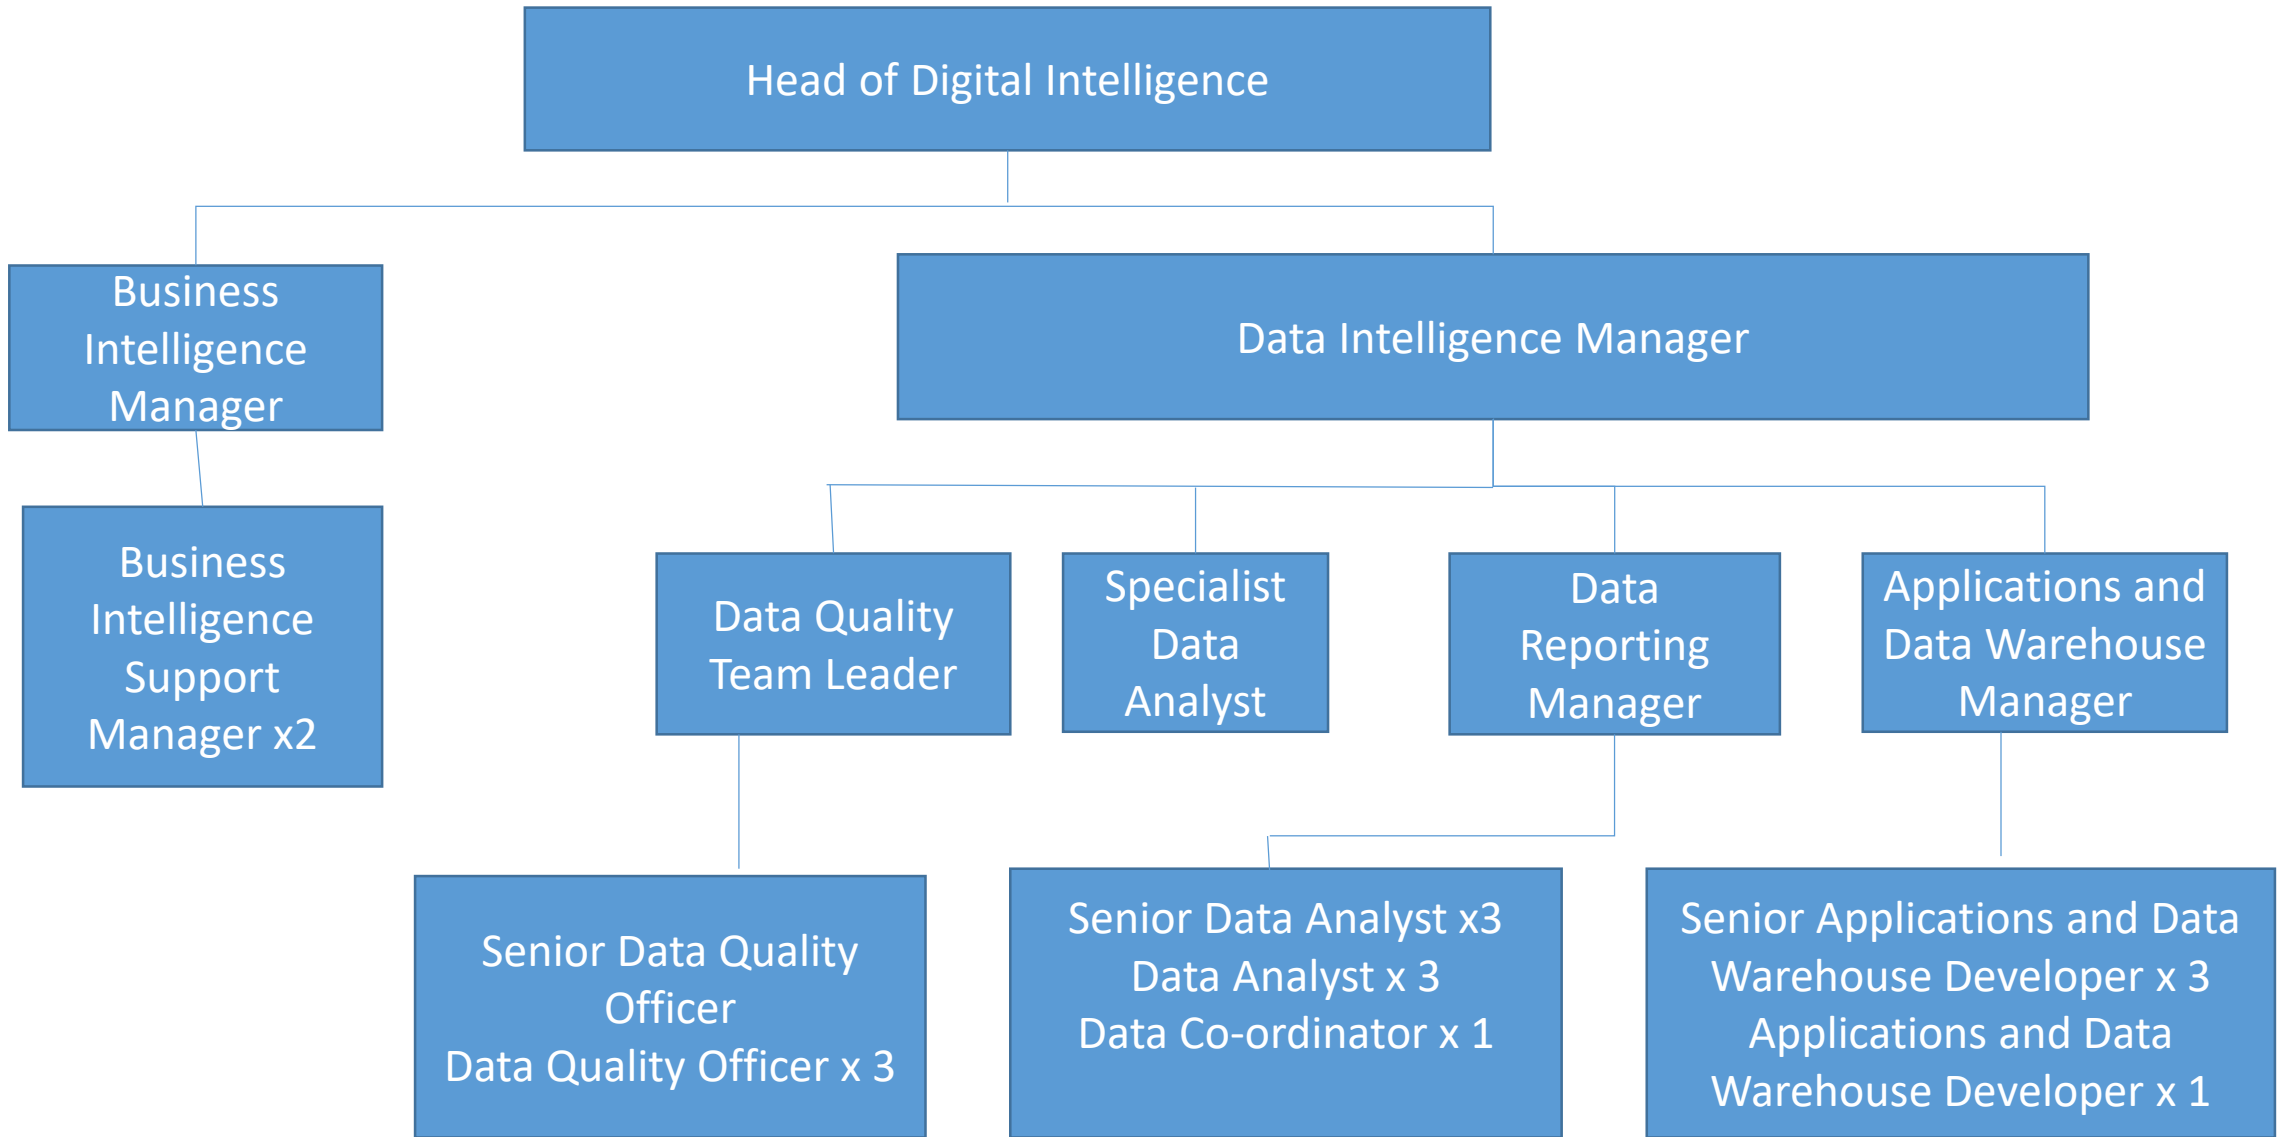 Head of Digital Intelligence
Business
Intelligence
Manager
Data Intelligence Manager
Business
Intelligence
Support
Manager x2
Data Quality
Team Leader
Specialist
Data
Analyst
Data
Reporting
Manager
Applications and
Data Warehouse
Manager
Senior Data Quality
Officer
Data Quality Officer x 3
Senior Data Analyst x3
Data Analyst x 3
Data Co-ordinator x 1
Senior Applications and Data
Warehouse Developer x 3
Applications and Data
Warehouse Developer x 1